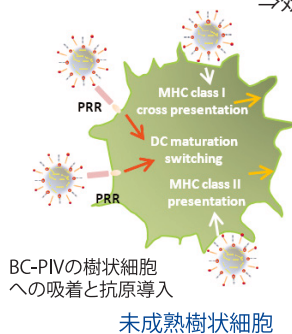 MHC class I
cross presentation
PRR
DC maturation
switching
MHC class II
presentation
PRR
BC-PIVの樹状細胞
への吸着と抗原導入
未成熟樹状細胞